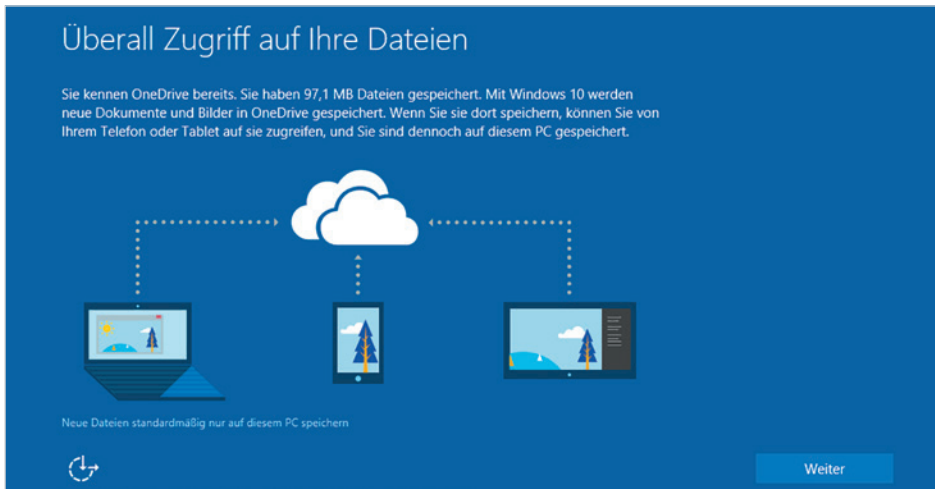 Überall Zugriff auf Ihre Dateien
Sie kennen OneDrive bereits. Sie haben 97,1 MB Dateien gespeichert. Mit Windows 10 werden
neue Dokumente und Bilder in OneDrive gespeichert. Wenn Sie sie dort speichern, können Sie von
Ihrem Telefon oder Tablet auf sie zugreifen, und Sie sind dennoch auf diesem PC gespeichert.
Neue Dateien standardmäßig nur auf diesem PC speichern
Weiter